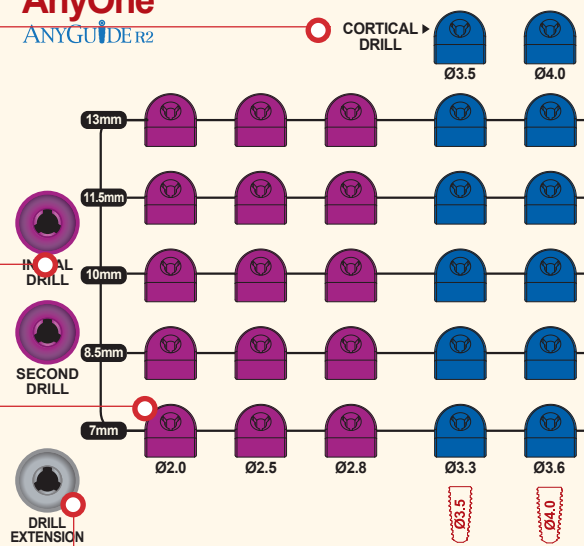 AnyOne
ANYGUIDE R2
CORTICAL
DRILL
Ø3.5 Ø4.0
13mm
11.5mm
INITIAL
DRILL
10mm
SECOND
DRILL
8.5mm
7mm
Ø2.0 Ø2.5 Ø2.8 Ø3.3 Ø3.6
DRILL
EXTENSION
Ø3.5 Ø4.0